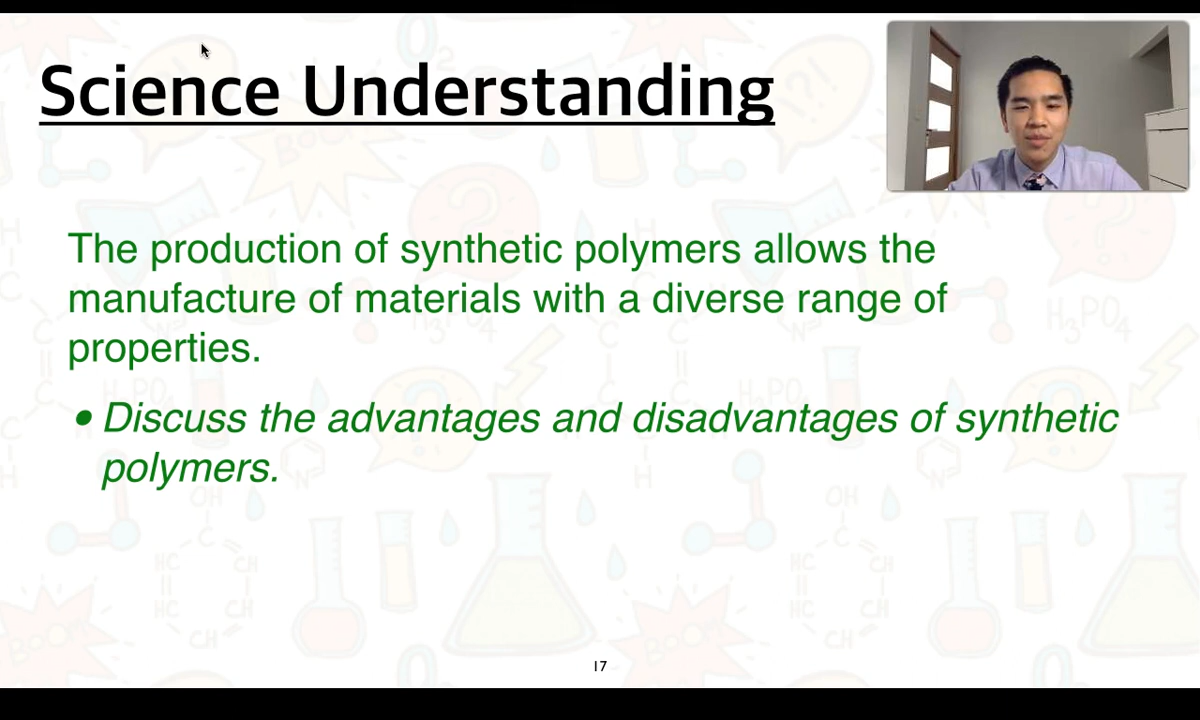 Science Understanding
The production of synthetic polymers allows the
manufacture of materials with a diverse range of
properties.
• Discuss the advantages and disadvantages of synthetic
polymers.
17